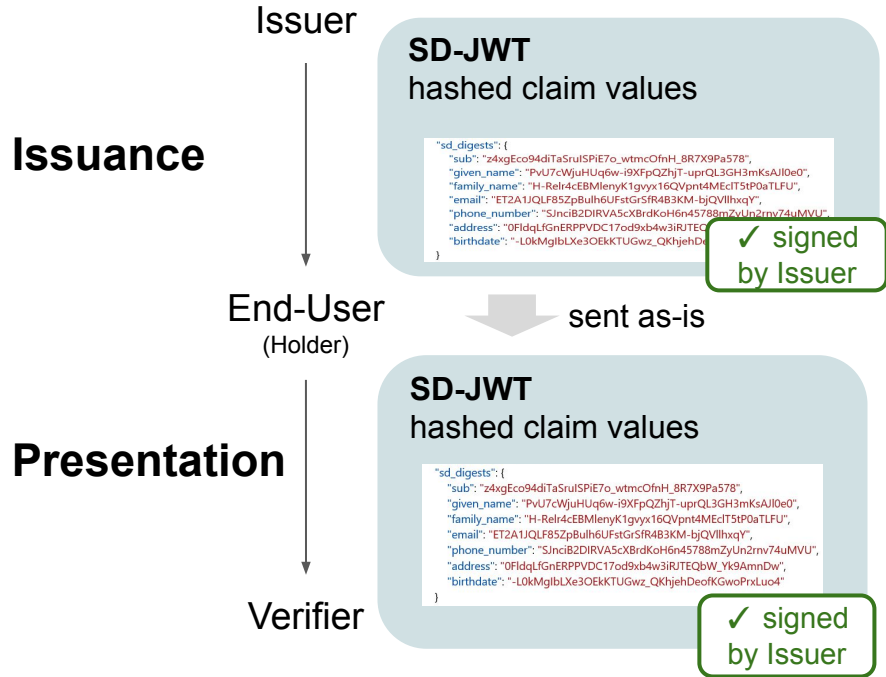 Issuer
SD-JWT
hashed claim values
Issuance
"sd_digests": {
"sub": "z4xgEco94diTaSruISPiE7o_wtmcOfnH_8R7X9Pa578",
"given_name": "PvU7cWjuHUq6w-i9XFpQZhjT-uprQL3GH3mKsAJl0e0",
"family_name": "H-Relr4cEBMlenyK1gvyx16QVpnt4MEclT5tP0aTLFU",
"email": "ET2A1JQLF85ZpBulh6UFstGrSfR4B3KM-bjQVllhxqY",
"phone_number": "SJnciB2DIRVA5cXBrdKoH6n45788mZyUn2rnv74uMVU",
"address": "0FldqLfGnERPPVDC17od9xb4w3iRJTEQ
"birthdate": "-L0kMgIbLXe3OEkKTUGwz_QKhjehDe
}
✓ signed
by Issuer
End-User
(Holder)
sent as-is
SD-JWT
hashed claim values
Presentation
"sd_digests": {
"sub": "z4xgEco94diTaSruISPiE7o_wtmcOfnH_8R7X9Pa578",
"given_name": "PvU7cWjuHUq6w-i9XFpQZhjT-uprQL3GH3mKsAJl0e0",
"family_name": "H-Relr4cEBMlenyK1gvyx16QVpnt4MEclT5tP0aTLFU",
"email": "ET2A1JQLF85ZpBulh6UFstGrSfR4B3KM-bjQVllhxqY",
"phone_number": "SJnciB2DIRVA5cXBrdKoH6n45788mZyUn2rnv74uMVU",
"address": "0FldqLfGnERPPVDC17od9xb4w3iRJTEQbW_Yk9AmnDw",
"birthdate": "-L0kMgIbLXe3OEkKTUGwz_QKhjehDeofKGwoPrxLuo4"
}
Verifier
✓ signed
by Issuer